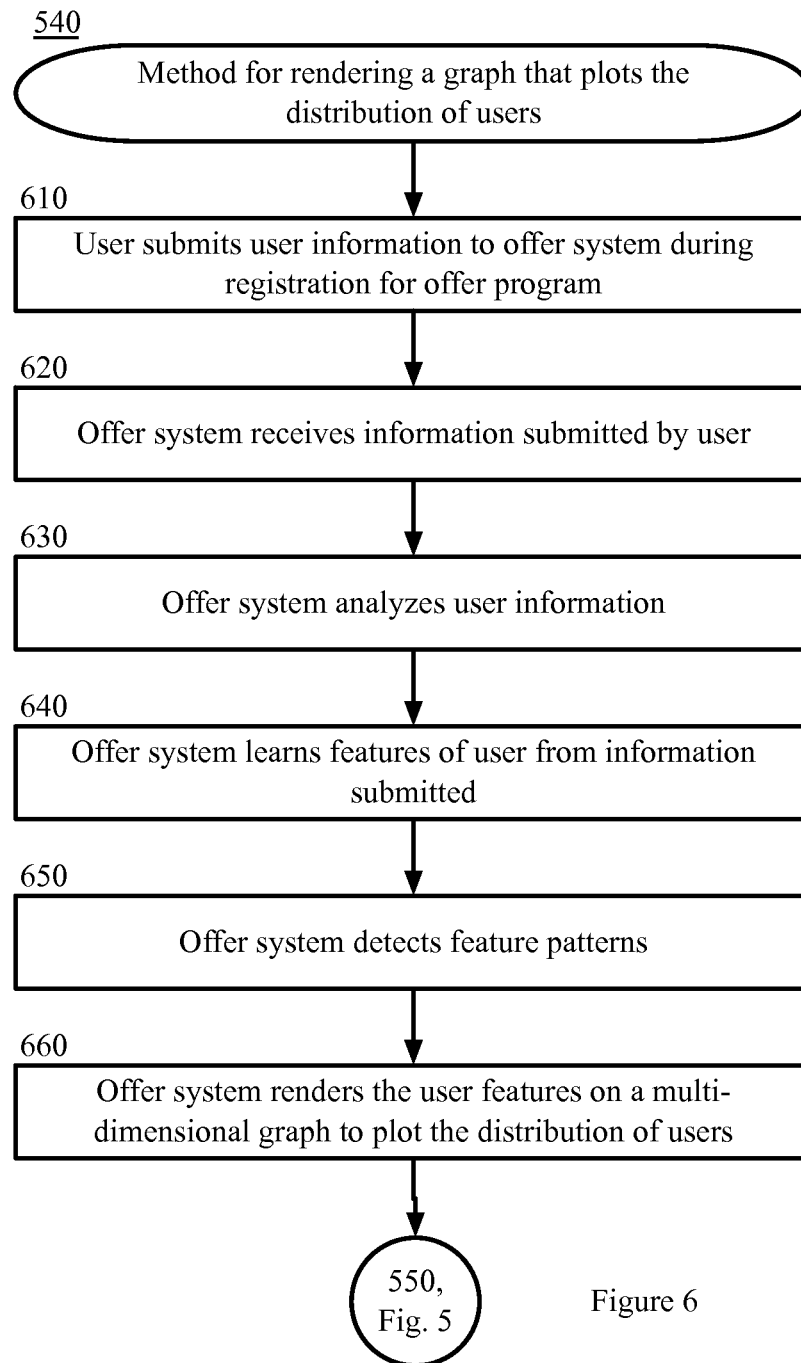 540
Method for rendering a graph that plots the
distribution of users
610
User submits user information to offer system during
registration for offer program
620
Offer system receives information submitted by user
630
Offer system analyzes user information
640
Offer system learns features of user from information
submitted
650
Offer system detects feature patterns
660
Offer system renders the user features on a multi-
dimensional graph to plot the distribution of users
550,
Fig. 5
Figure 6